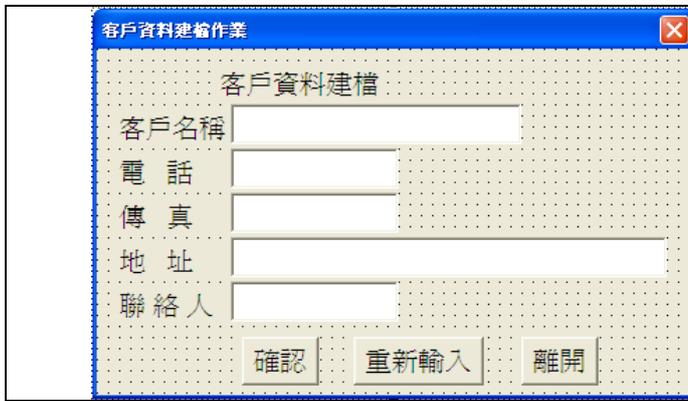 客戶資料建檔作業
客戶資料建檔
客戶名稱
電 話
傳 真
地 址
聯 絡 人
確認 重新輸入 離開